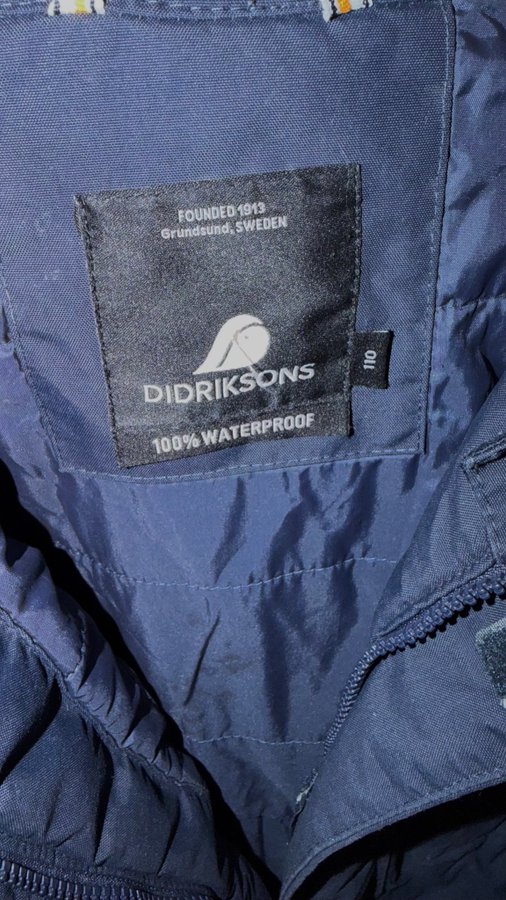 FOUNDED 1913
Grundsund, SWEDEN
DIDRIKSONS
100% WATERPROOF
110